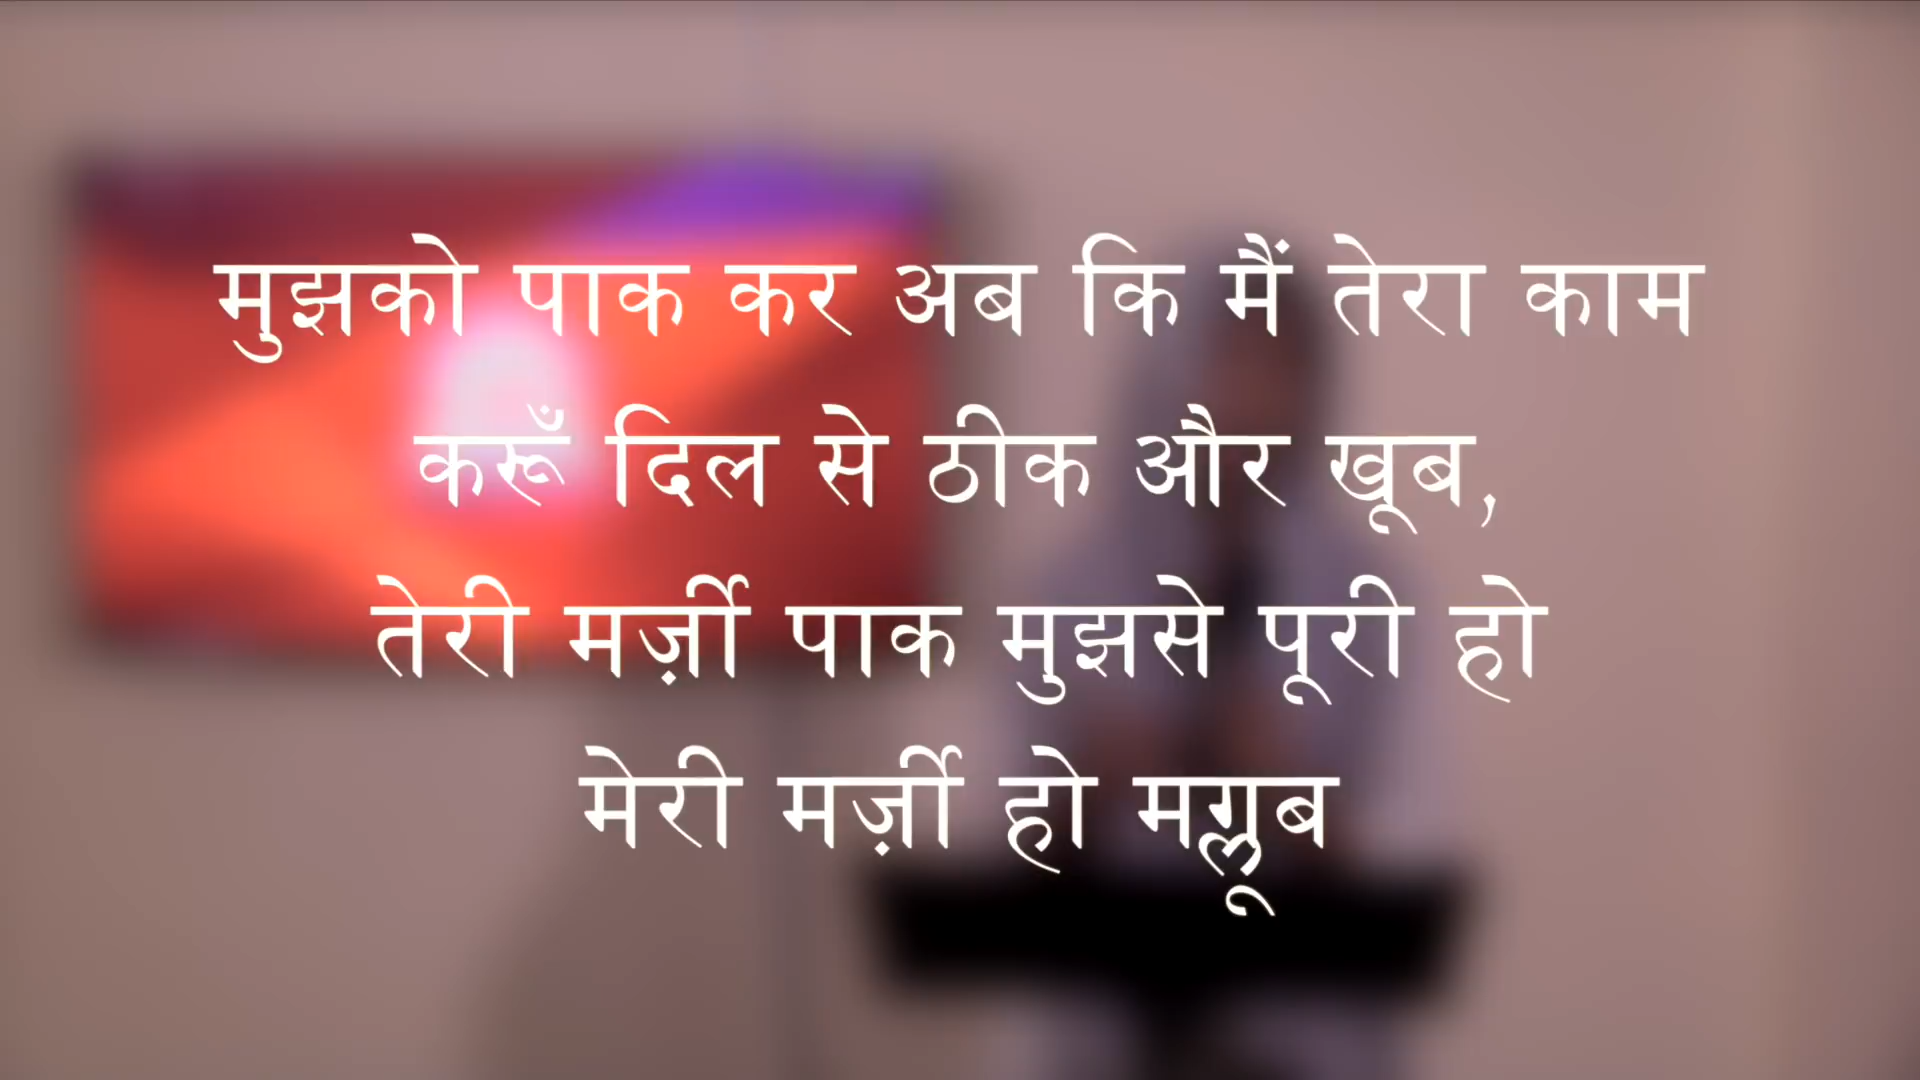 मुझको पाक कर अब कि मैं तेरा काम
करूँ दिल से ठीक और खूब,
तेरी मर्ज़ी पाक मुझसे पूरी हो
मेरी मर्ज़ी हो मग़्लूब